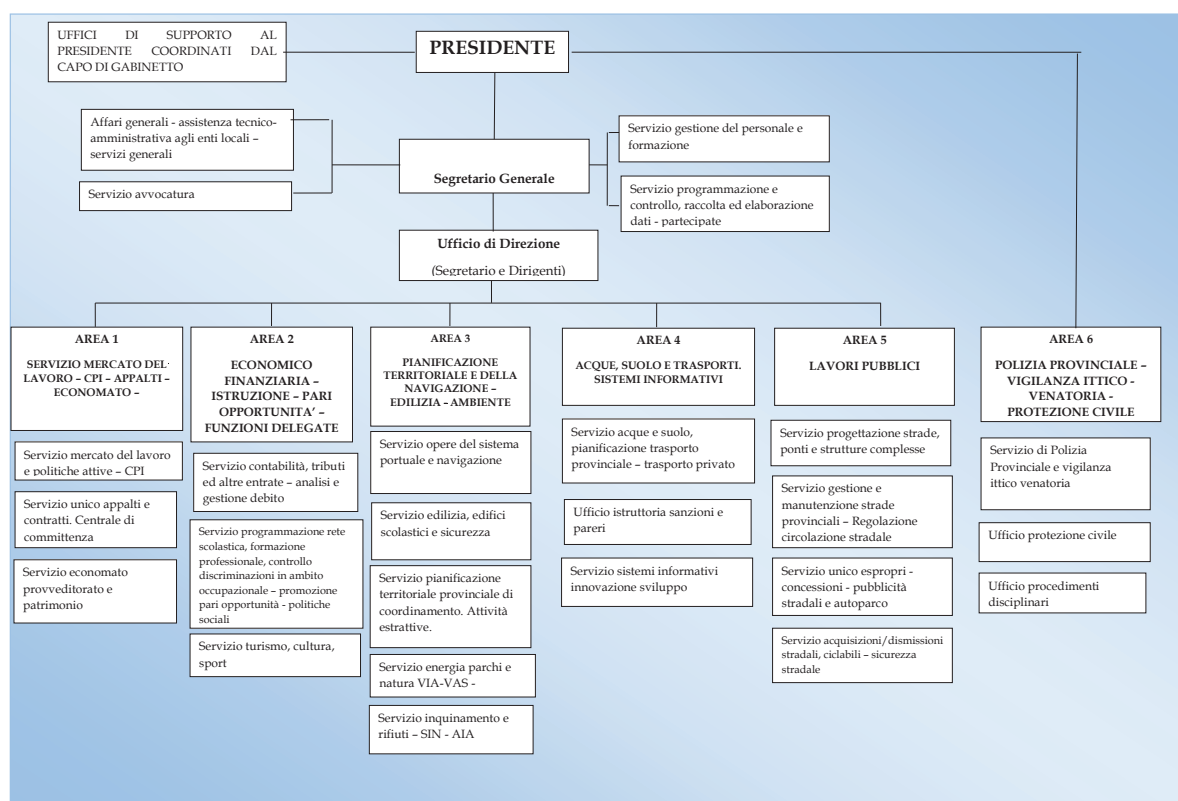 UFFICI DI SUPPORTO AL
PRESIDENTE COORDINATI DAL
CAPO DI GABINETTO
PRESIDENTE
Affari generali - assistenza tecnico-
amministrativa agli enti locali –
servizi generali
Servizio avvocatura
Segretario Generale
Servizio gestione del personale e
formazione
Servizio programmazione e
controllo, raccolta ed elaborazione
dati - partecipate
Ufficio di Direzione
(Segretario e Dirigenti)
AREA 1
SERVIZIO MERCATO DEL
LAVORO – CPI – APPALTI –
ECONOMATO –
Servizio mercato del lavoro
e politiche attive – CPI
Servizio unico appalti e
contratti. Centrale di
committenza
Servizio economato
provveditorato e
patrimonio
AREA 2
ECONOMICO
FINANZIARIA –
ISTRUZIONE – PARI
OPPORTUNITA’ –
FUNZIONI DELEGATE
Servizio contabilità, tributi
ed altre entrate – analisi e
gestione debito
Servizio programmazione rete
scolastica, formazione
professionale, controllo
discriminazioni in ambito
occupazionale – promozione
pari opportunità - politiche
sociali
Servizio turismo, cultura,
sport
AREA 3
PIANIFICAZIONE
TERRITORIALE E DELLA
NAVIGAZIONE –
EDILIZIA – AMBIENTE
Servizio opere del sistema
portuale e navigazione
Servizio edilizia, edifici
scolastici e sicurezza
Servizio pianificazione
territoriale provinciale di
coordinamento. Attività
estrattive.
Servizio energia parchi e
natura VIA-VAS -
Servizio inquinamento e
rifiuti – SIN - AIA
AREA 4
ACQUE, SUOLO E TRASPORTI.
SISTEMI INFORMATIVI
Servizio acque e suolo,
pianificazione trasporto
provinciale – trasporto privato
Ufficio istruttoria sanzioni e
pareri
Servizio sistemi informativi
innovazione sviluppo
AREA 5
LAVORI PUBBLICI
Servizio progettazione strade,
ponti e strutture complesse
Servizio gestione e
manutenzione strade
provinciali – Regolazione
circolazione stradale
Servizio unico espropri -
concessioni - pubblicità
stradali e autoparco
Servizio acquisizioni/dismissioni
stradali, ciclabili – sicurezza
stradale
AREA 6
POLIZIA PROVINCIALE –
VIGILANZA ITTICO -
VENATORIA -
PROTEZIONE CIVILE
Servizio di Polizia
Provinciale e vigilanza
ittico venatoria
Ufficio protezione civile
Ufficio procedimenti
disciplinari